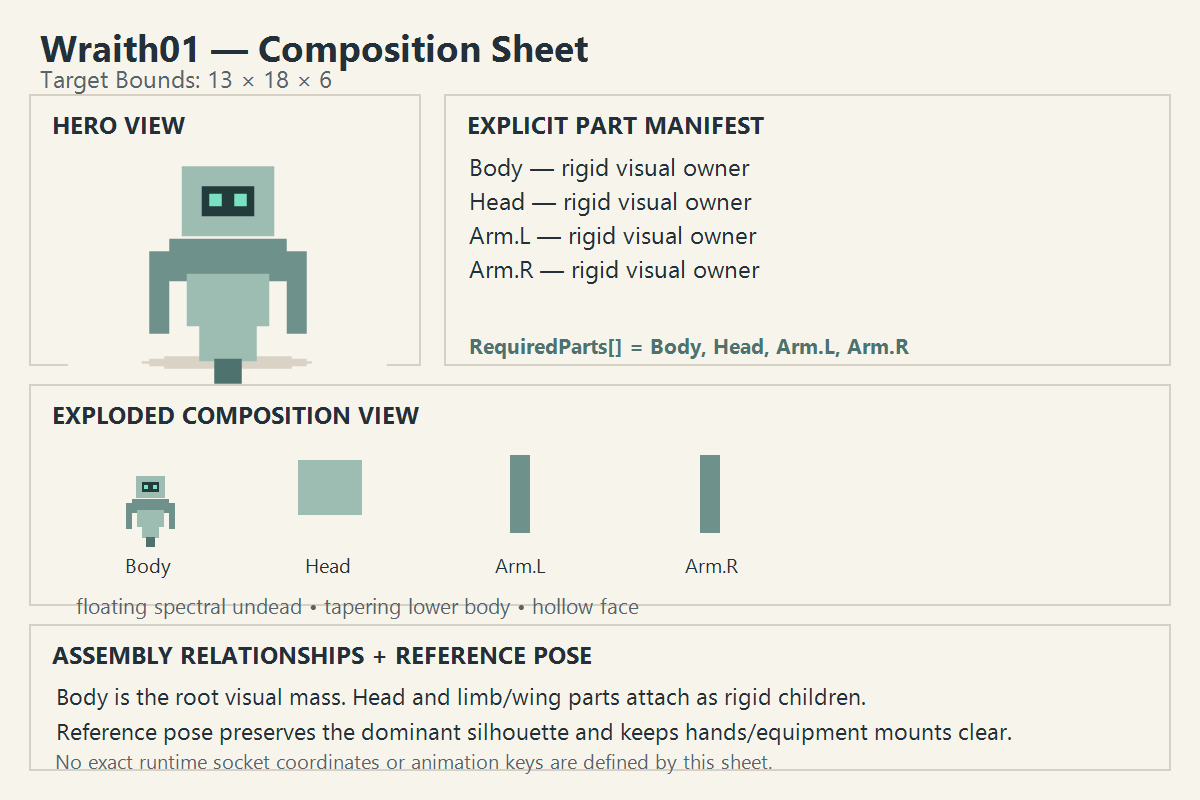 Wraith01 — Composition Sheet
Target Bounds: 13 × 18 × 6
HERO VIEW
EXPLICIT PART MANIFEST
Body — rigid visual owner
Head — rigid visual owner
Arm.L — rigid visual owner
Arm.R — rigid visual owner
RequiredParts[] = Body, Head, Arm.L, Arm.R
EXPLODED COMPOSITION VIEW
Body
Head
Arm.L
Arm.R
floating spectral undead • tapering lower body • hollow face
ASSEMBLY RELATIONSHIPS + REFERENCE POSE
Body is the root visual mass. Head and limb/wing parts attach as rigid children.
Reference pose preserves the dominant silhouette and keeps hands/equipment mounts clear.
No exact runtime socket coordinates or animation keys are defined by this sheet.